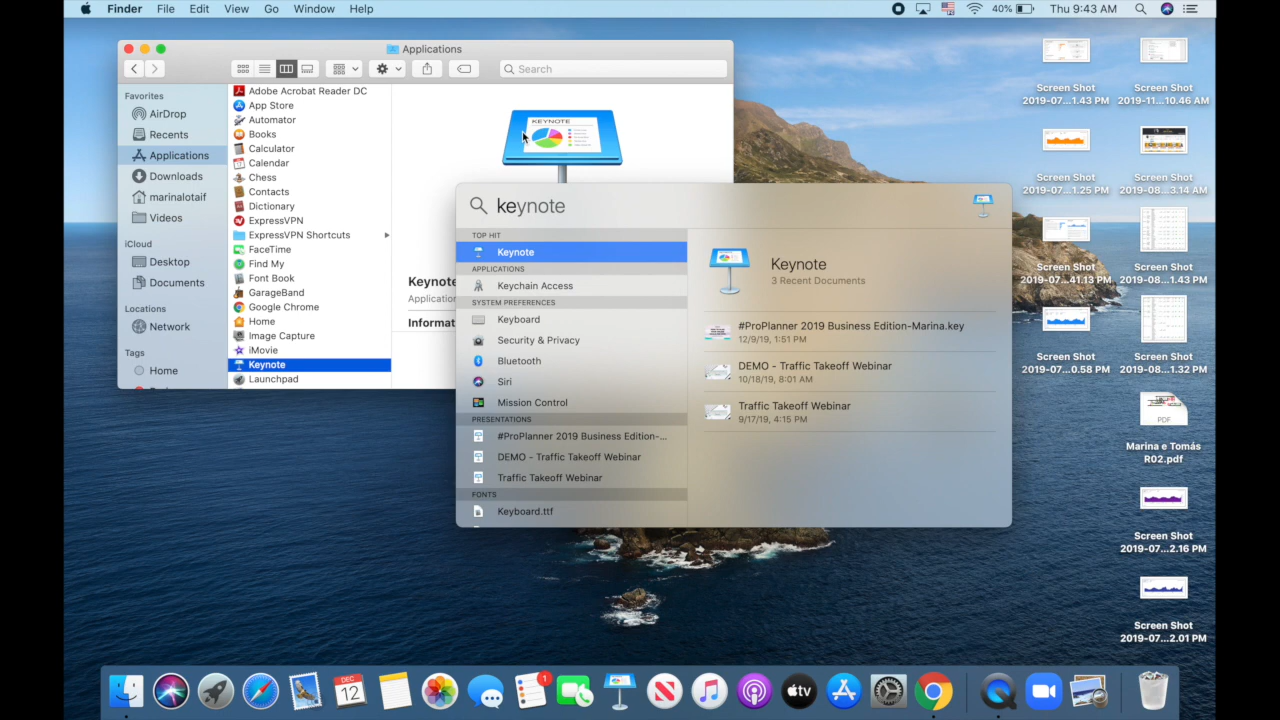 Finder File Edit View Go Window Help
40% Thu 9:43 AM
Applications
Search
Favorites
AirDrop
Recents
Applications
Downloads
marinalotaif
Videos
iCloud
Desktop
Documents
Locations
Network
Tags
Home
Adobe Acrobat Reader DC
App Store
Automator
Books
Calculator
Calendar
Chess
Contacts
Dictionary
ExpressVPN
ExpressVPN Shortcuts
FaceTime
Find My
Font Book
GarageBand
Google Chrome
Home
Image Capture
iMovie
Keynote
Launchpad
KEYNOTE
Keynote
Application
Informat
keynote
TOP HIT
Keynote
APPLICATIONS
Keychain Access
SYSTEM PREFERENCES
Keyboard
Security & Privacy
Bluetooth
Siri
Mission Control
PRESENTATIONS
#ProPlanner 2019 Business Edition-...
DEMO - Traffic Takeoff Webinar
Traffic Takeoff Webinar
FONTS
Keyboard.ttf
Keynote
3 Recent Documents
#ProPlanner 2019 Business Edition-Marina.key
12/9/19, 1:51 PM
DEMO - Traffic Takeoff Webinar
10/18/19, 8:01 AM
Traffic Takeoff Webinar
9/17/19, 4:15 PM
Screen Shot
2019-07...1.43 PM
Screen Shot
2019-11...10.46 AM
Screen Shot
2019-07...1.25 PM
Screen Shot
2019-08...3.14 AM
Screen Shot
2019-07...41.13 PM
Screen Shot
2019-08...1.43 PM
Screen Shot
2019-07...0.58 PM
Screen Shot
2019-08...1.32 PM
PDF
Marina e Tomás
R02.pdf
Screen Shot
2019-07...2.16 PM
Screen Shot
2019-07...2.01 PM
DEC
12
1
tv